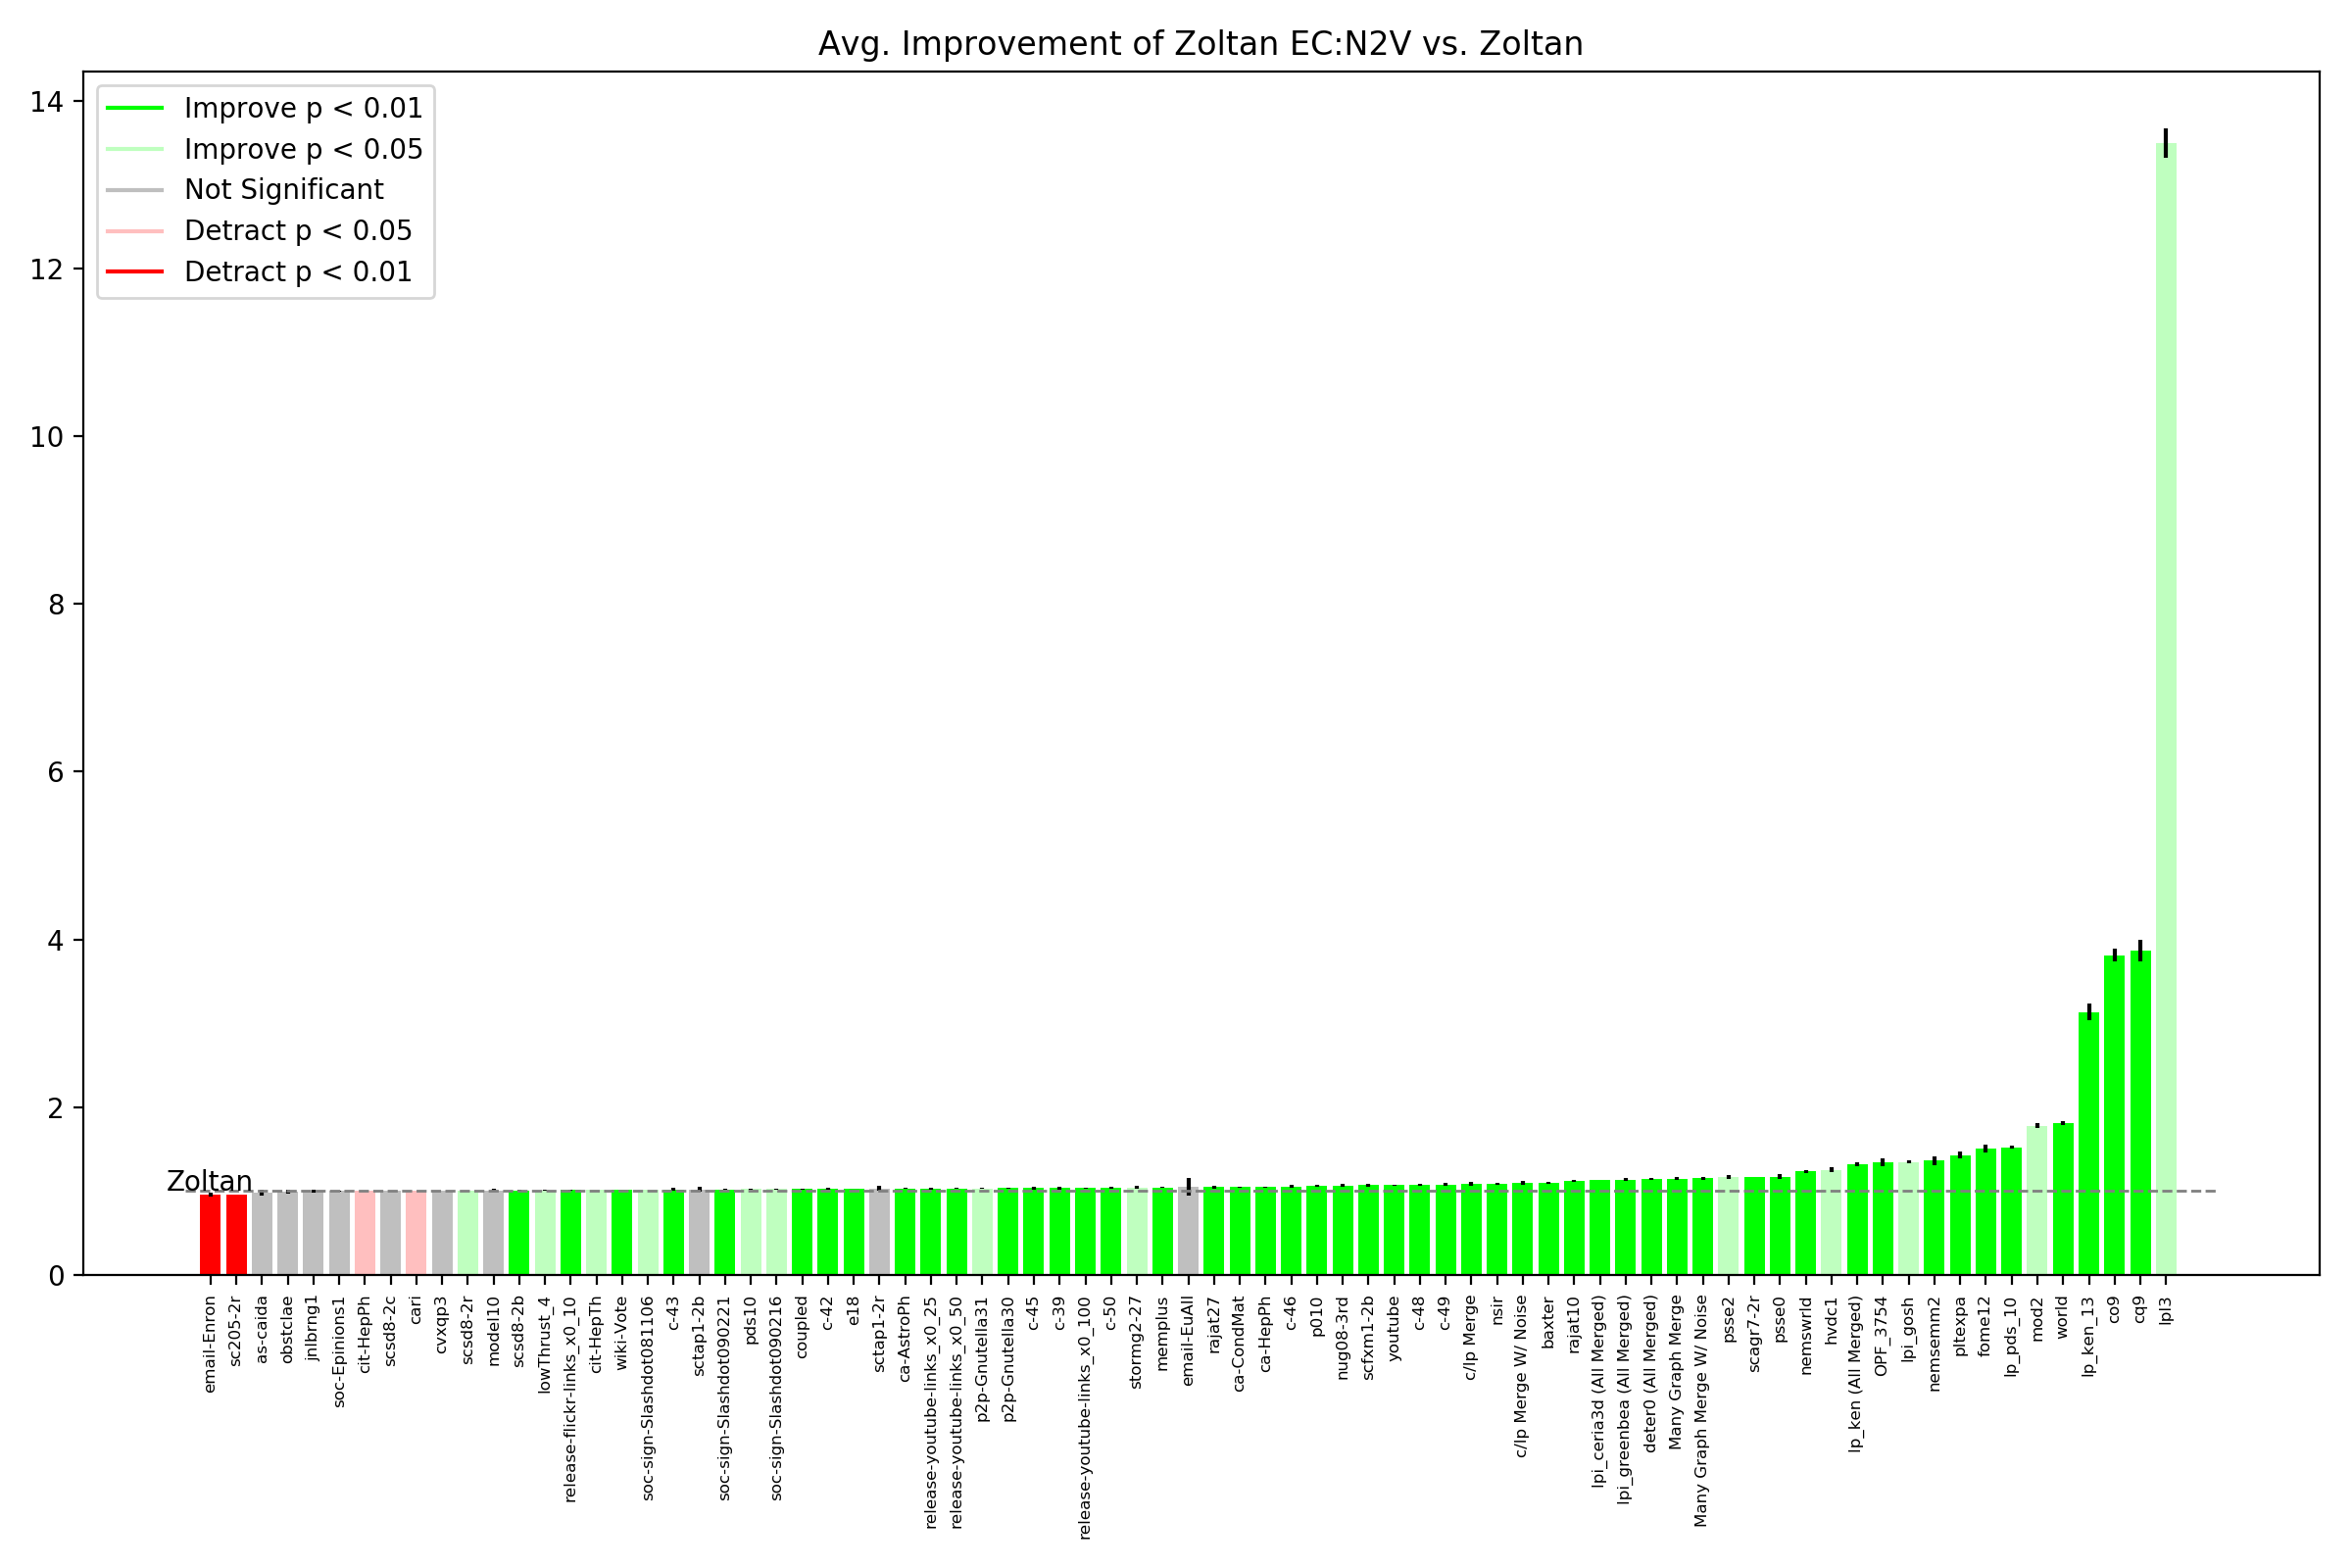 Avg. Improvement of Zoltan EC:N2V vs. Zoltan
14
12
10
8
6
4
2
0
Improve p < 0.01
Improve p < 0.05
Not Significant
Detract p < 0.05
Detract p < 0.01
Zoltan
email-Enron
sc205-2r
as-caida
obstclae
jnlbrng1
soc-Epinions1
cit-HepPh
scsd8-2c
cari
cvxqp3
scsd8-2r
model10
scsd8-2b
lowThrust_4
release-flickr-links_x0_10
cit-HepTh
wiki-Vote
soc-sign-Slashdot081106
c-43
sctap1-2b
soc-sign-Slashdot090221
pds10
soc-sign-Slashdot090216
coupled
c-42
e18
sctap1-2r
ca-AstroPh
release-youtube-links_x0_25
release-youtube-links_x0_50
p2p-Gnutella31
p2p-Gnutella30
c-45
c-39
release-youtube-links_x0_100
c-50
stormg2-27
memplus
email-EuAll
rajat27
ca-CondMat
ca-HepPh
c-46
p010
nug08-3rd
scfxm1-2b
youtube
c-48
c-49
c/lp Merge
nsir
c/lp Merge W/ Noise
baxter
rajat10
lpi_ceria3d (All Merged)
lpi_greenbea (All Merged)
deter0 (All Merged)
Many Graph Merge
Many Graph Merge W/ Noise
psse2
scagr7-2r
psse0
nemswrld
hvdc1
lp_ken (All Merged)
OPF_3754
lpi_gosh
nemsemm2
pltexpa
fome12
lp_pds_10
mod2
world
lp_ken_13
co9
cq9
lpl3